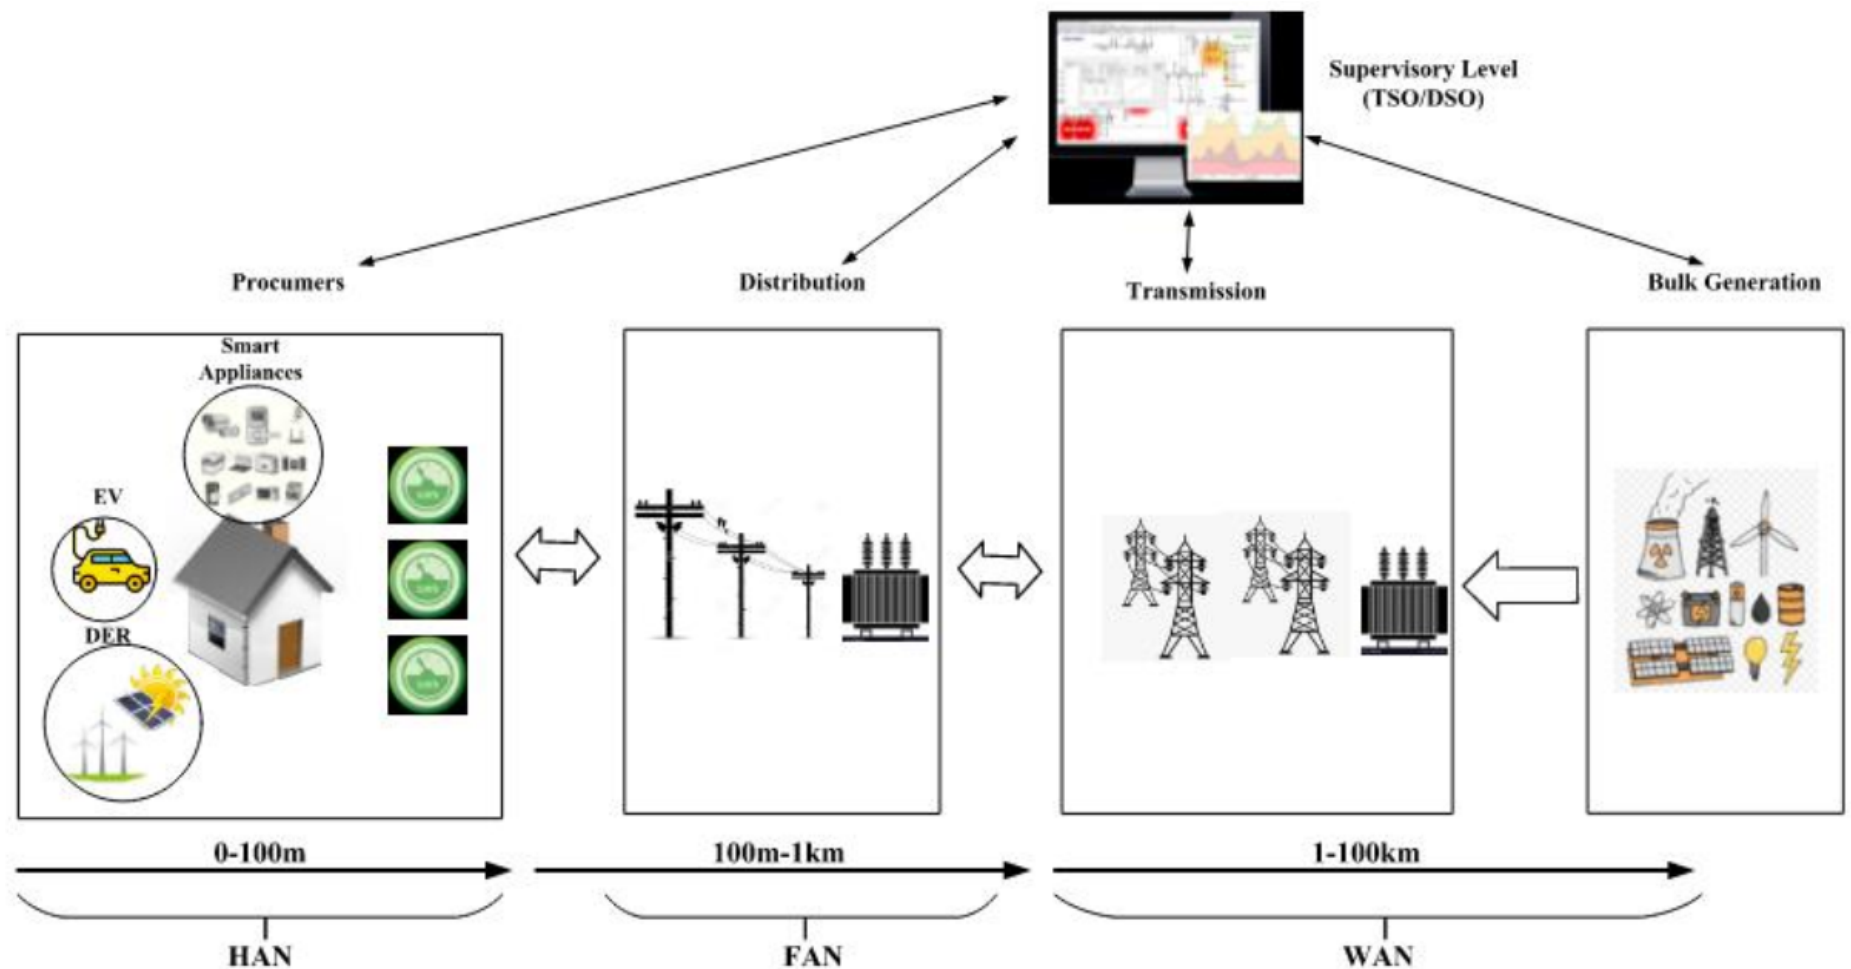 Supervisory Level
(TSO/DSO)
Procumers
Distribution
Transmission
Bulk Generation
Smart
Appliances
EV
DER
0-100m
100m-1km
1-100km
HAN
FAN
WAN